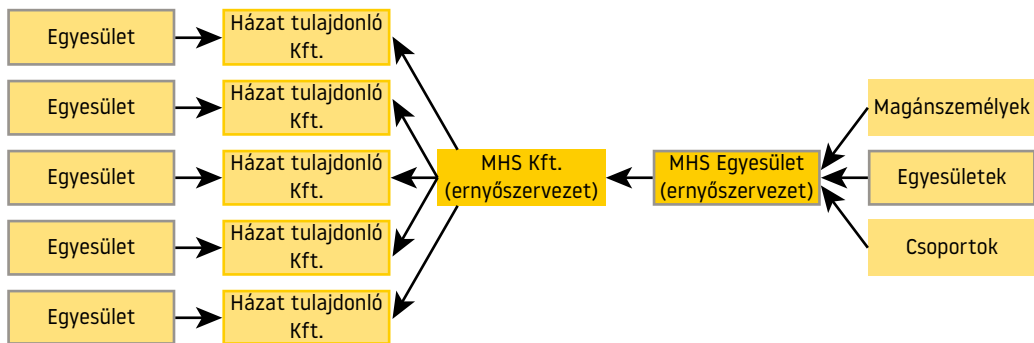 Egyesület
Házat tulajdonló
Kft.
Egyesület
Házat tulajdonló
Kft.
Egyesület
Házat tulajdonló
Kft.
Egyesület
Házat tulajdonló
Kft.
Egyesület
Házat tulajdonló
Kft.
MHS Kft.
(ernyőszervezet)
MHS Egyesület
(ernyőszervezet)
Magánszemélyek
Egyesületek
Csoportok